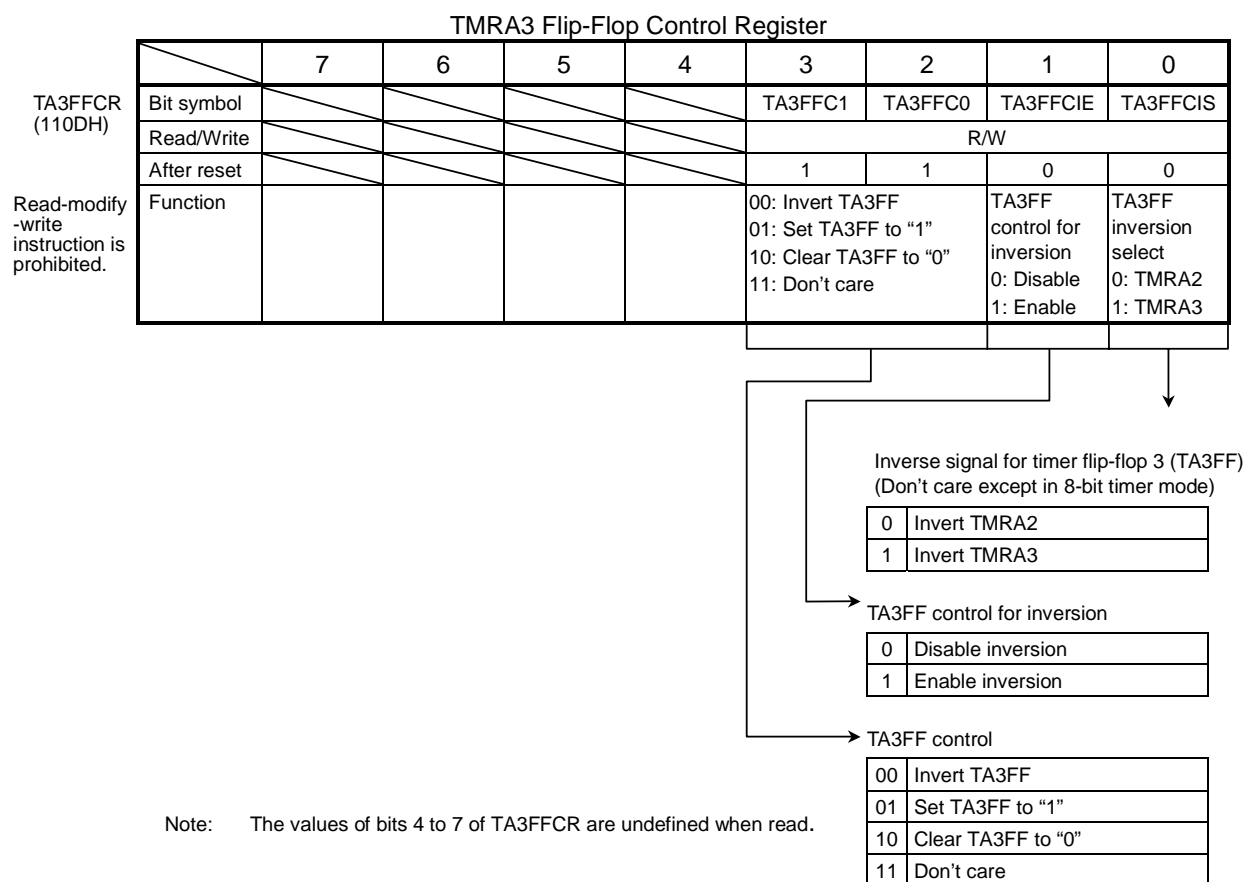 TMRA3 Flip-Flop Control Register
7 6 5 4 3 2 1 0
TA3FFCR
(110DH)
Bit symbol TA3FFC1 TA3FFC0 TA3FFCIE TA3FFCIS
Read/Write R/W
After reset 1 1 0 0
Read-modify
-write
instruction is
prohibited.
Function
00: Invert TA3FF
01: Set TA3FF to “1”
10: Clear TA3FF to “0”
11: Don’t care
TA3FF
control for
inversion
0: Disable
1: Enable
TA3FF
inversion
select
0: TMRA2
1: TMRA3
Inverse signal for timer flip-flop 3 (TA3FF)
(Don’t care except in 8-bit timer mode)
0 Invert TMRA2
1 Invert TMRA3
TA3FF control for inversion
0 Disable inversion
1 Enable inversion
TA3FF control
00 Invert TA3FF
01 Set TA3FF to “1”
10 Clear TA3FF to “0”
11 Don’t care
Note: The values of bits 4 to 7 of TA3FFCR are undefined when read.